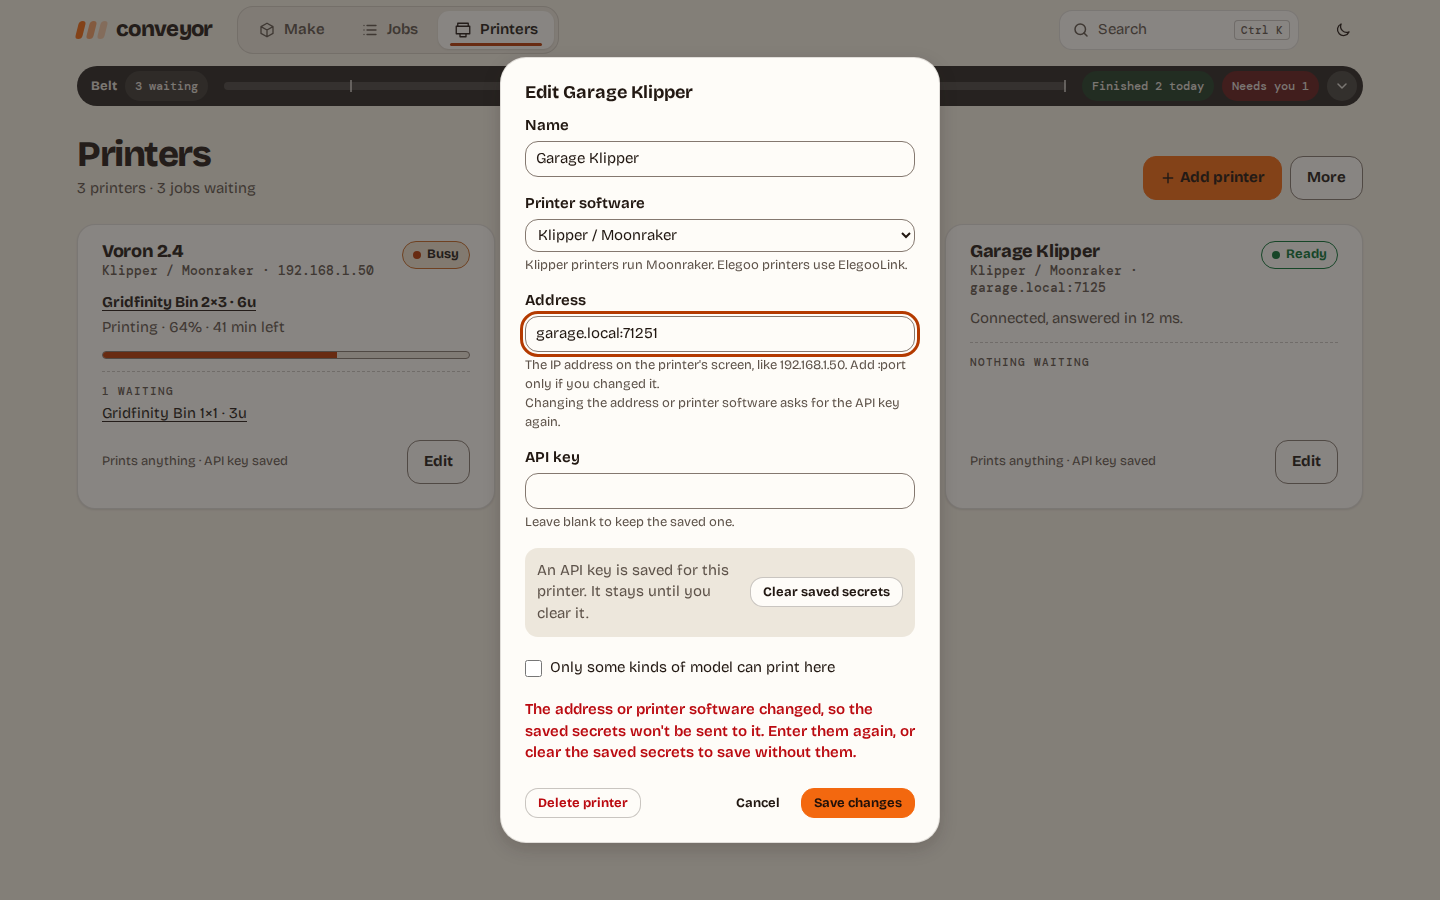 conveyor
Make
Jobs
Printers
Search
Ctrl K
Belt
3 waiting
Finished 2 today
Needs you 1
Printers
3 printers · 3 jobs waiting
+ Add printer
More
Voron 2.4
Busy
Klipper / Moonraker · 192.168.1.50
Gridfinity Bin 2×3 · 6u
Printing · 64% · 41 min left
1 WAITING
Gridfinity Bin 1×1 · 3u
Prints anything · API key saved
Edit
Edit Garage Klipper
Name
Garage Klipper
Printer software
Klipper / Moonraker
Klipper printers run Moonraker. Elegoo printers use ElegooLink.
Address
garage.local:71251
The IP address on the printer's screen, like 192.168.1.50. Add :port
only if you changed it.
Changing the address or printer software asks for the API key
again.
API key
Leave blank to keep the saved one.
An API key is saved for this
printer. It stays until you
clear it.
Clear saved secrets
Only some kinds of model can print here
The address or printer software changed, so the
saved secrets won't be sent to it. Enter them again, or
clear the saved secrets to save without them.
Delete printer
Cancel
Save changes
Garage Klipper
Ready
Klipper / Moonraker ·
garage.local:7125
Connected, answered in 12 ms.
NOTHING WAITING
Prints anything · API key saved
Edit